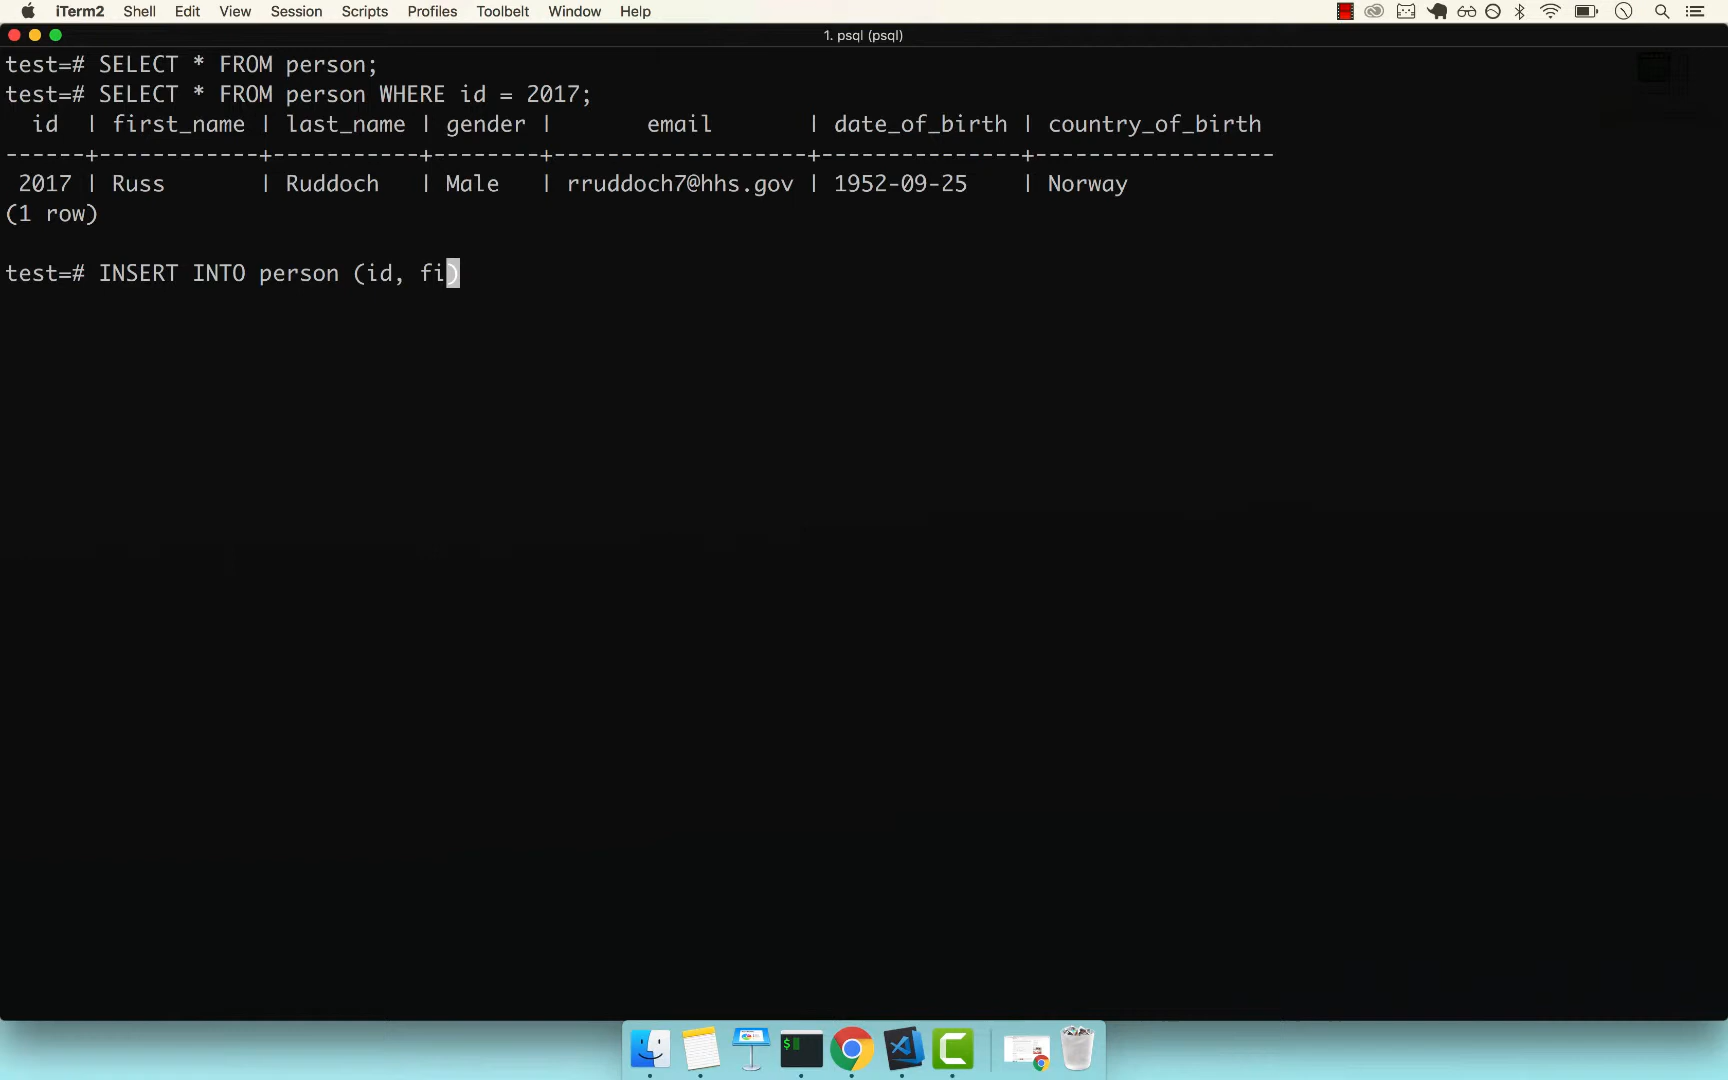 iTerm2 Shell Edit View Session Scripts Profiles Toolbelt Window Help
1. psql (psql)
test=# SELECT * FROM person;
test=# SELECT * FROM person WHERE id = 2017;
  id  | first_name | last_name | gender |       email       | date_of_birth | country_of_birth
------+------------+-----------+--------+-------------------+---------------+------------------
 2017 | Russ       | Ruddoch   | Male   | rruddoch7@hhs.gov | 1952-09-25    | Norway
(1 row)
test=# INSERT INTO person (id, fi)
$